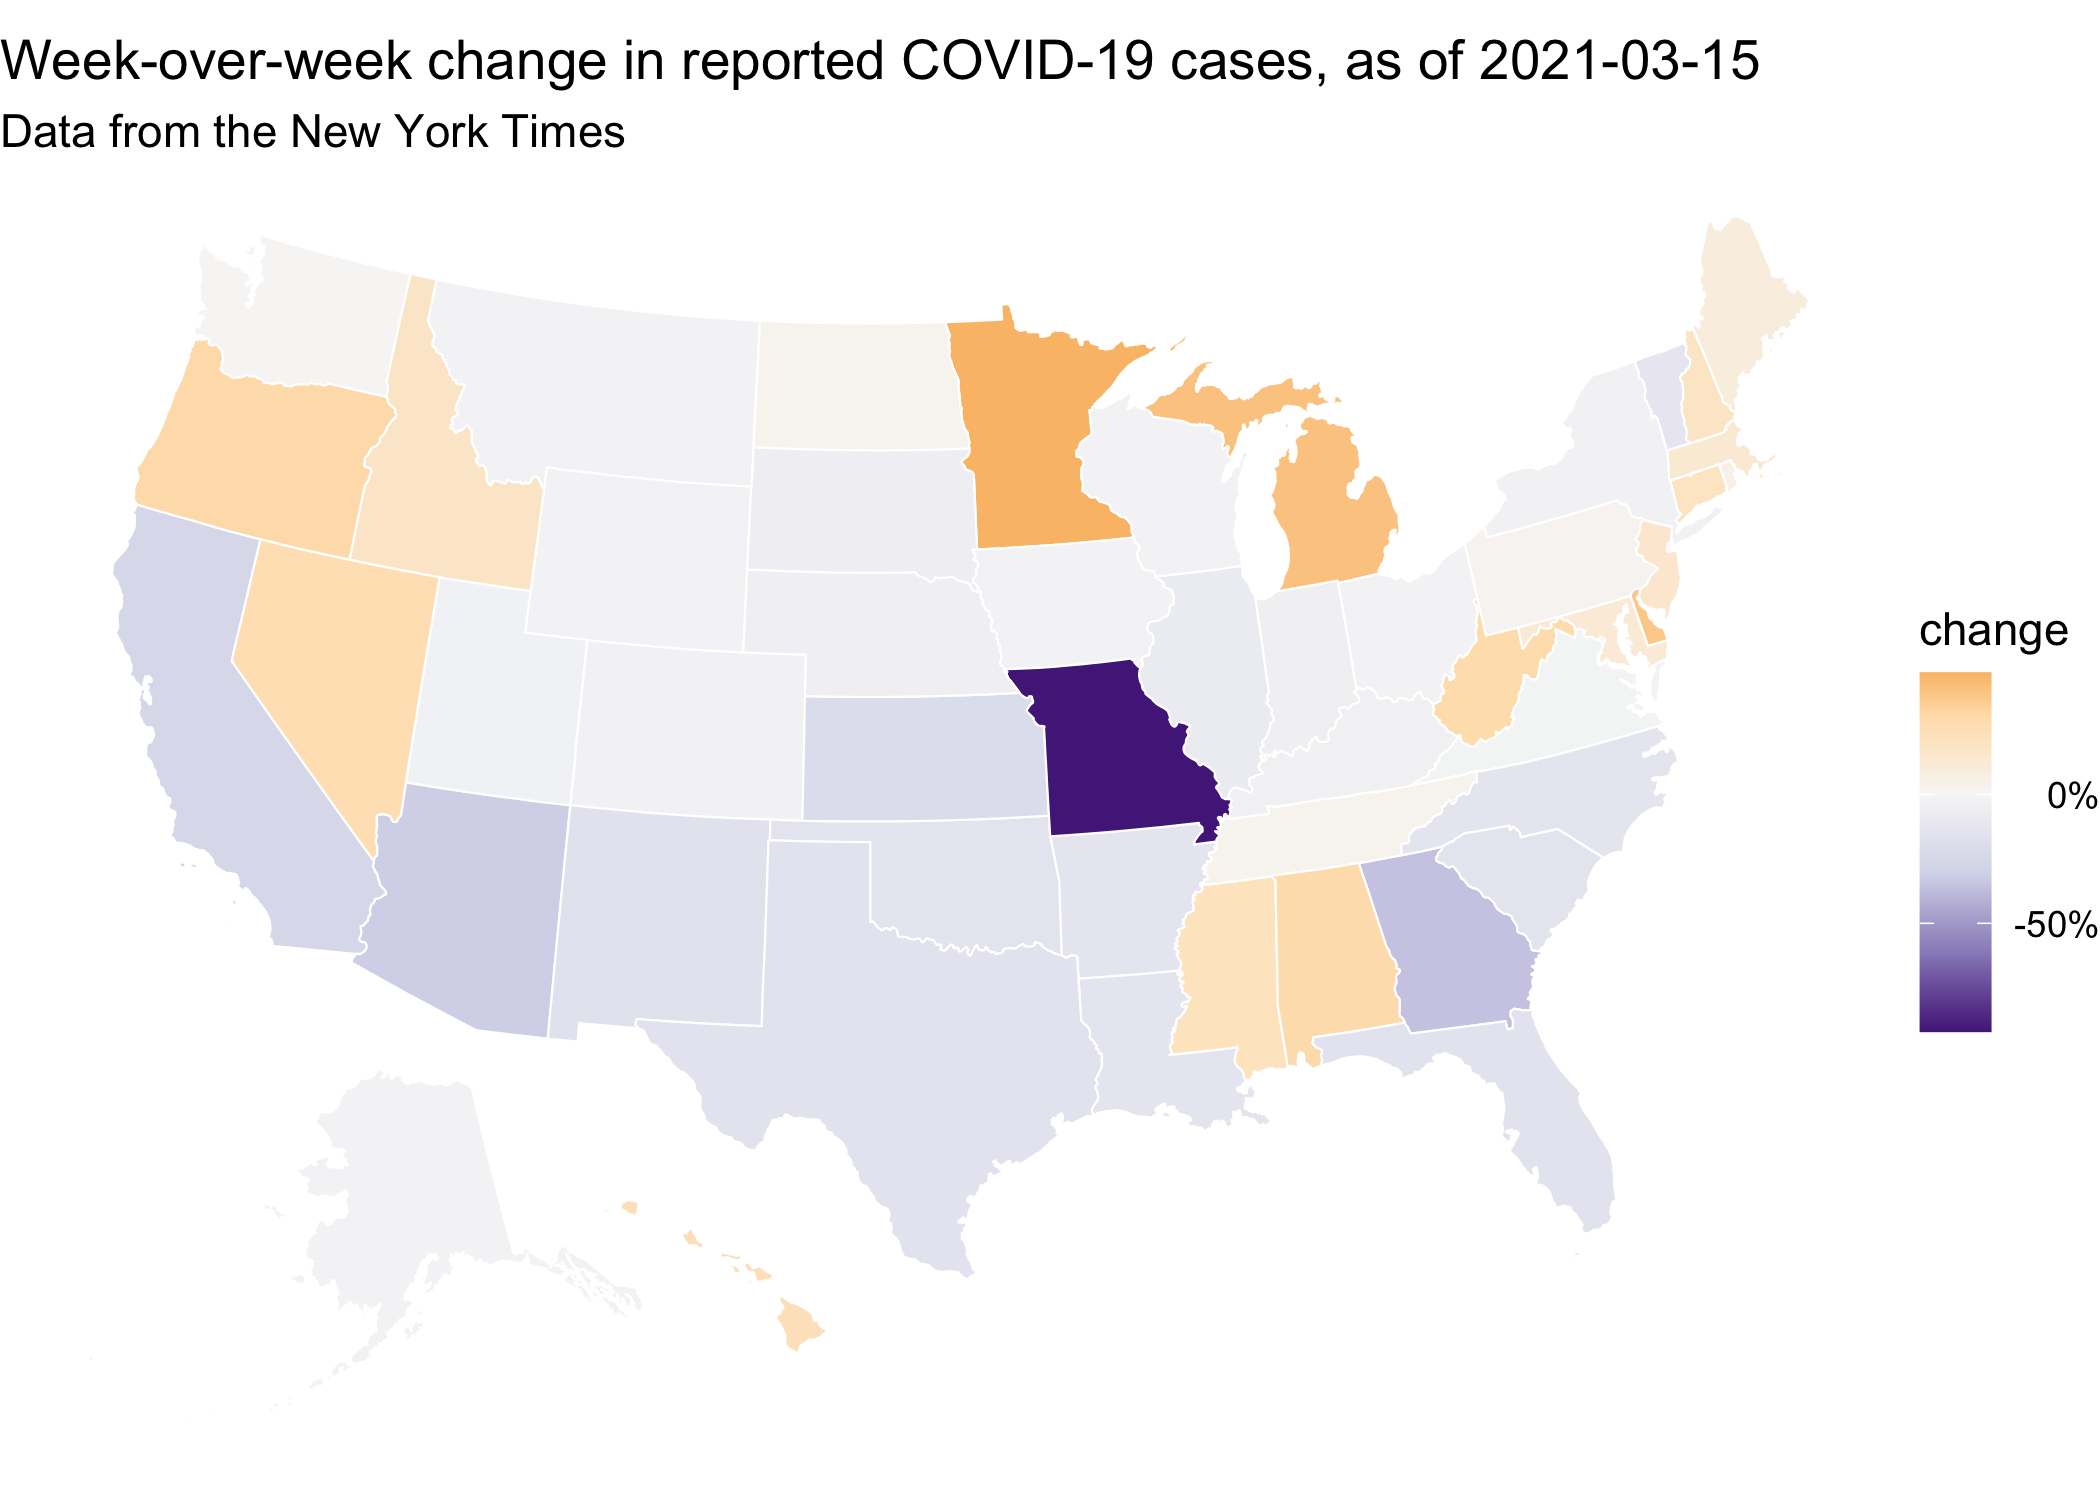 Week-over-week change in reported COVID-19 cases, as of 2021-03-15
Data from the New York Times
change
0%
-50%